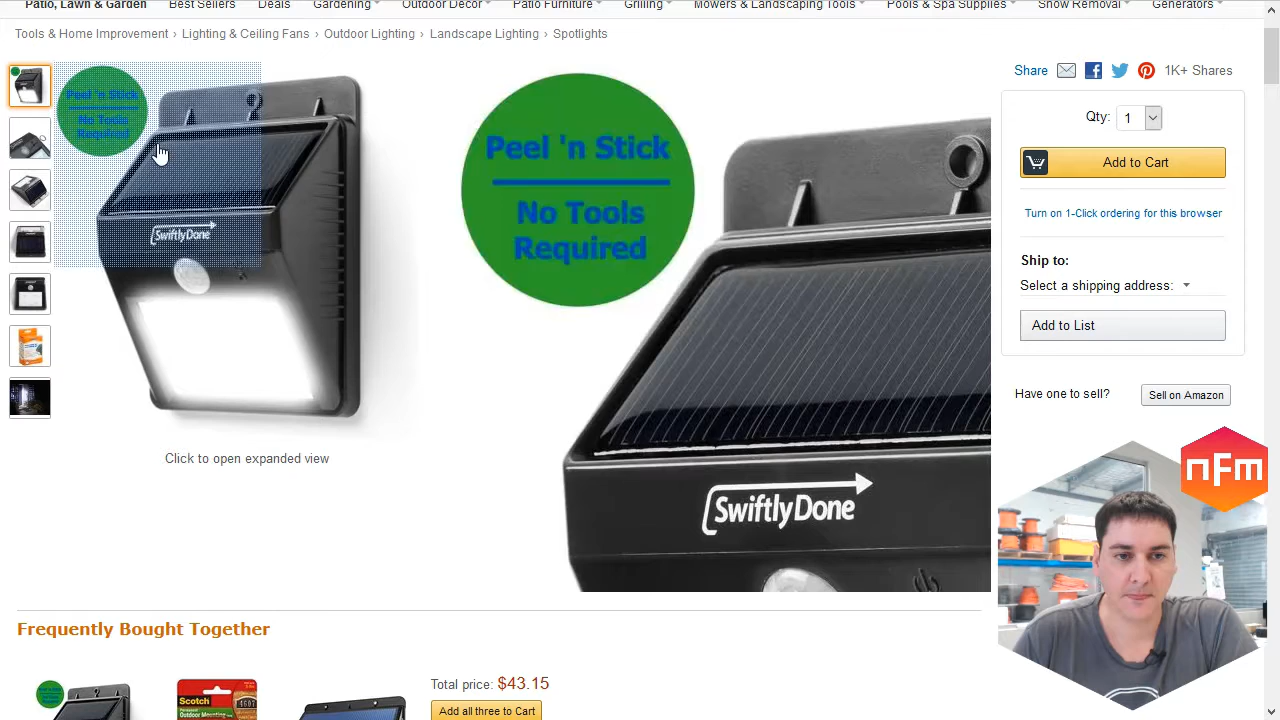 Patio, Lawn & Garden Best Sellers Deals Gardening Outdoor Décor Patio Furniture Grilling Mowers & Landscaping Tools Pools & Spa Supplies Snow Removal Generators
Tools & Home Improvement › Lighting & Ceiling Fans › Outdoor Lighting › Landscape Lighting › Spotlights
Peel 'n Stick
No Tools
Required
SwiftlyDone
Click to open expanded view
Peel 'n Stick
No Tools
Required
SwiftlyDone
Share 1K+ Shares
Qty: 1
Add to Cart
Turn on 1-Click ordering for this browser
Ship to:
Select a shipping address:
Add to List
Have one to sell? Sell on Amazon
nFm
Frequently Bought Together
Scotch
Outdoor Mounting
Total price: $43.15
Add all three to Cart